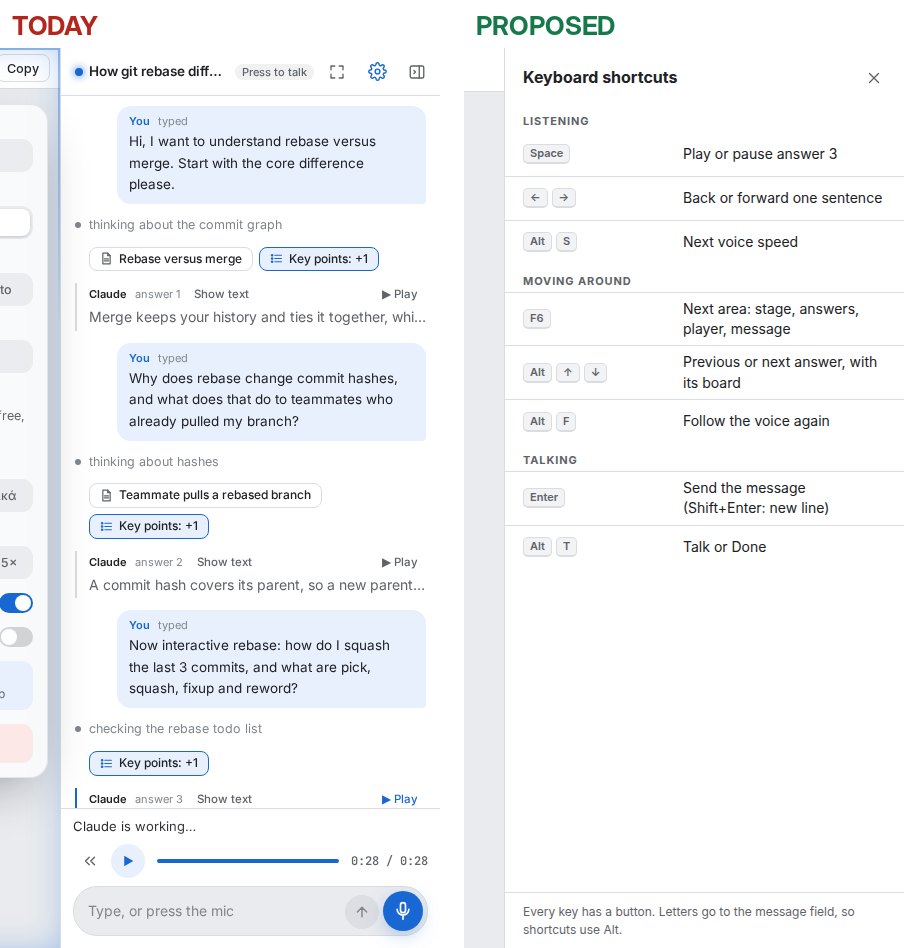 TODAY
Copy
to
free,
κά
5×
How git rebase diff...
Press to talk
You typed
Hi, I want to understand rebase versus
merge. Start with the core difference
please.
thinking about the commit graph
Rebase versus merge
Key points: +1
Claude answer 1 Show text ▶ Play
Merge keeps your history and ties it together, whi...
You typed
Why does rebase change commit hashes,
and what does that do to teammates who
already pulled my branch?
thinking about hashes
Teammate pulls a rebased branch
Key points: +1
Claude answer 2 Show text ▶ Play
A commit hash covers its parent, so a new parent...
You typed
Now interactive rebase: how do I squash
the last 3 commits, and what are pick,
squash, fixup and reword?
checking the rebase todo list
Key points: +1
Claude answer 3 Show text ▶ Play
Claude is working...
0:28 / 0:28
Type, or press the mic
PROPOSED
Keyboard shortcuts
LISTENING
Space Play or pause answer 3
← → Back or forward one sentence
Alt S Next voice speed
MOVING AROUND
F6 Next area: stage, answers,
player, message
Alt ↑ ↓ Previous or next answer, with
its board
Alt F Follow the voice again
TALKING
Enter Send the message
(Shift+Enter: new line)
Alt T Talk or Done
Every key has a button. Letters go to the message field, so
shortcuts use Alt.